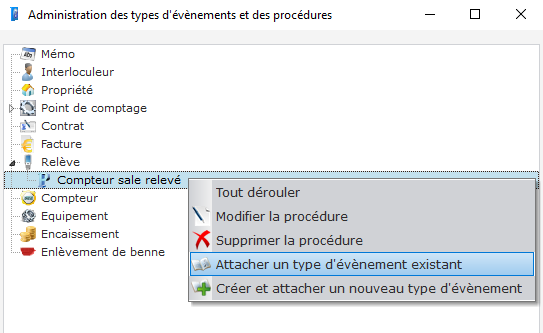 Administration des types d'évènements et des procédures
Mémo
Interloculeur
Propriété
Point de comptage
Contrat
Facture
Relève
Compteur sale relevé
Compteur
Equipement
Encaissement
Enlèvement de benne
Tout dérouler
Modifier la procédure
Supprimer la procédure
Attacher un type d'évènement existant
Créer et attacher un nouveau type d'évènement